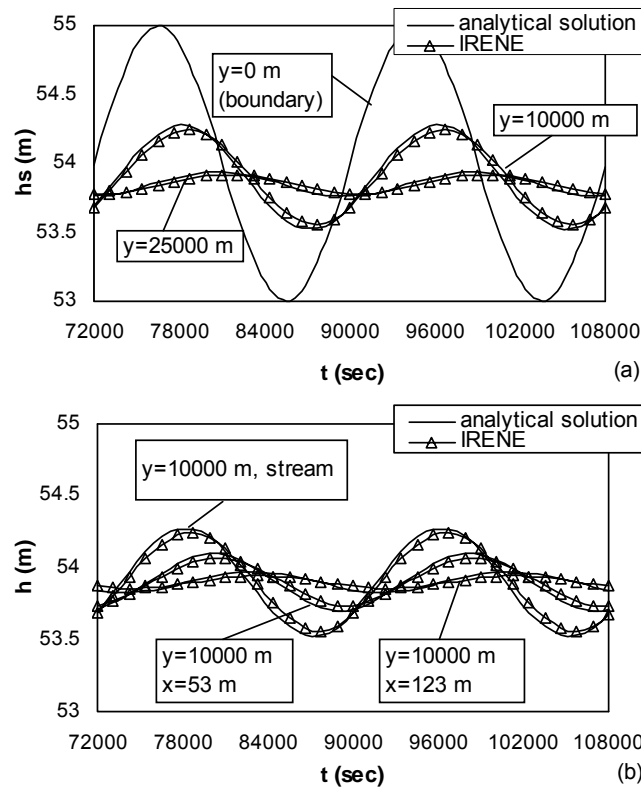 55
54.5
54
53.5
53
hs (m)
analytical solution
IRENE
y=0 m
(boundary)
y=10000 m
y=25000 m
72000 78000 84000 90000 96000 102000 108000
t (sec)
(a)
55
54.5
54
53.5
53
h (m)
analytical solution
IRENE
y=10000 m, stream
y=10000 m
x=53 m
y=10000 m
x=123 m
72000 78000 84000 90000 96000 102000 108000
t (sec)
(b)